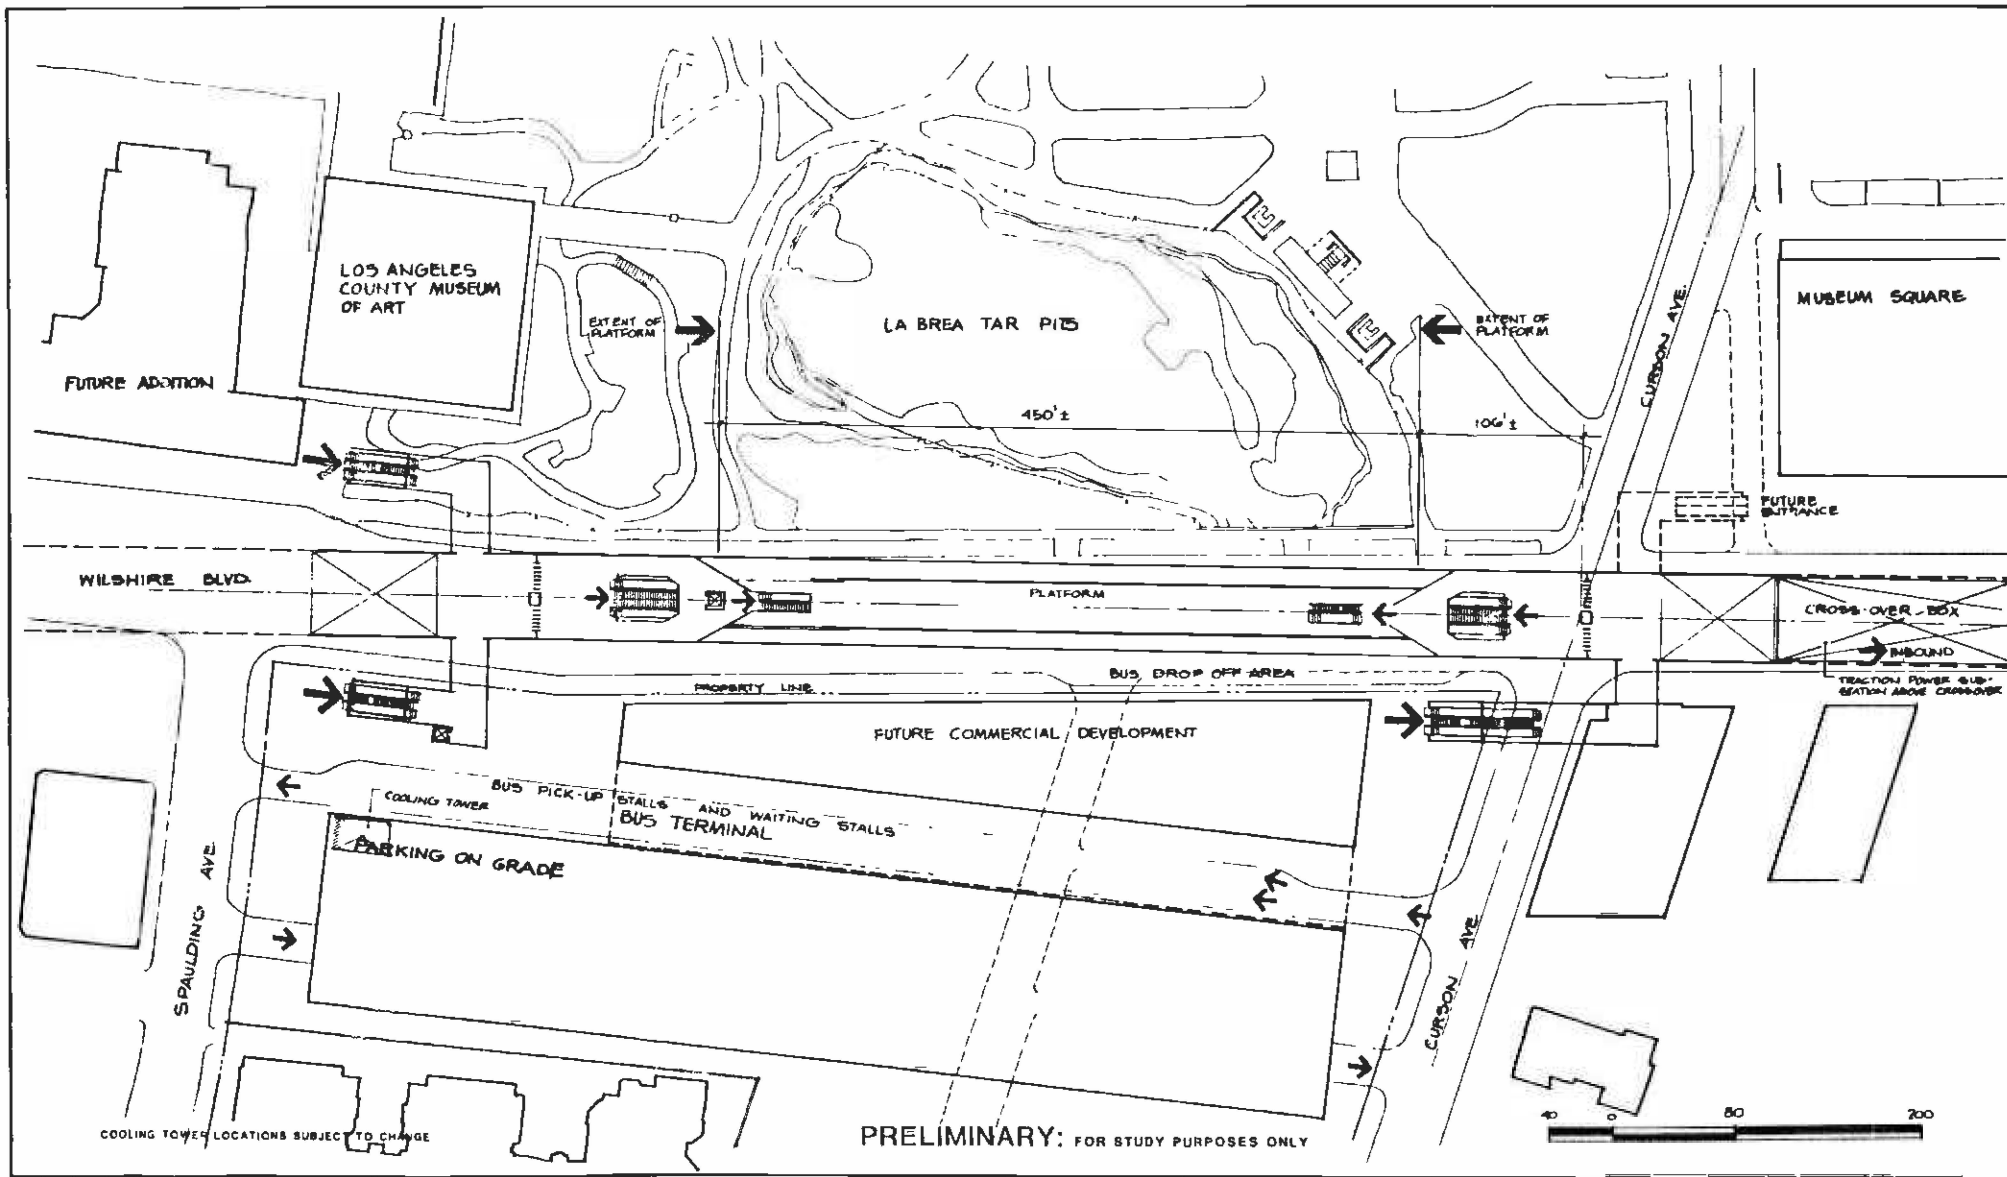 LOS ANGELES
COUNTY MUSEUM
OF ART
FUTURE ADDITION
EXTENT OF
PLATFORM
LA BREA TAR PITS
EXTENT OF
PLATFORM
CURSON AVE.
MUSEUM SQUARE
450'±
106'±
FUTURE
ENTRANCE
WILSHIRE BLVD.
PLATFORM
CROSS-OVER-BOX
INBOUND
TRACTION POWER SUB-
STATION ABOVE CROSSOVER
BUS DROP OFF AREA
PROPERTY LINE
FUTURE COMMERCIAL DEVELOPMENT
BUS PICK-UP STALLS AND WAITING STALLS
BUS TERMINAL
COOLING TOWER
PARKING ON GRADE
SPAULDING AVE
CURSON AVE
COOLING TOWER LOCATIONS SUBJECT TO CHANGE
PRELIMINARY: FOR STUDY PURPOSES ONLY
40 0 80 200